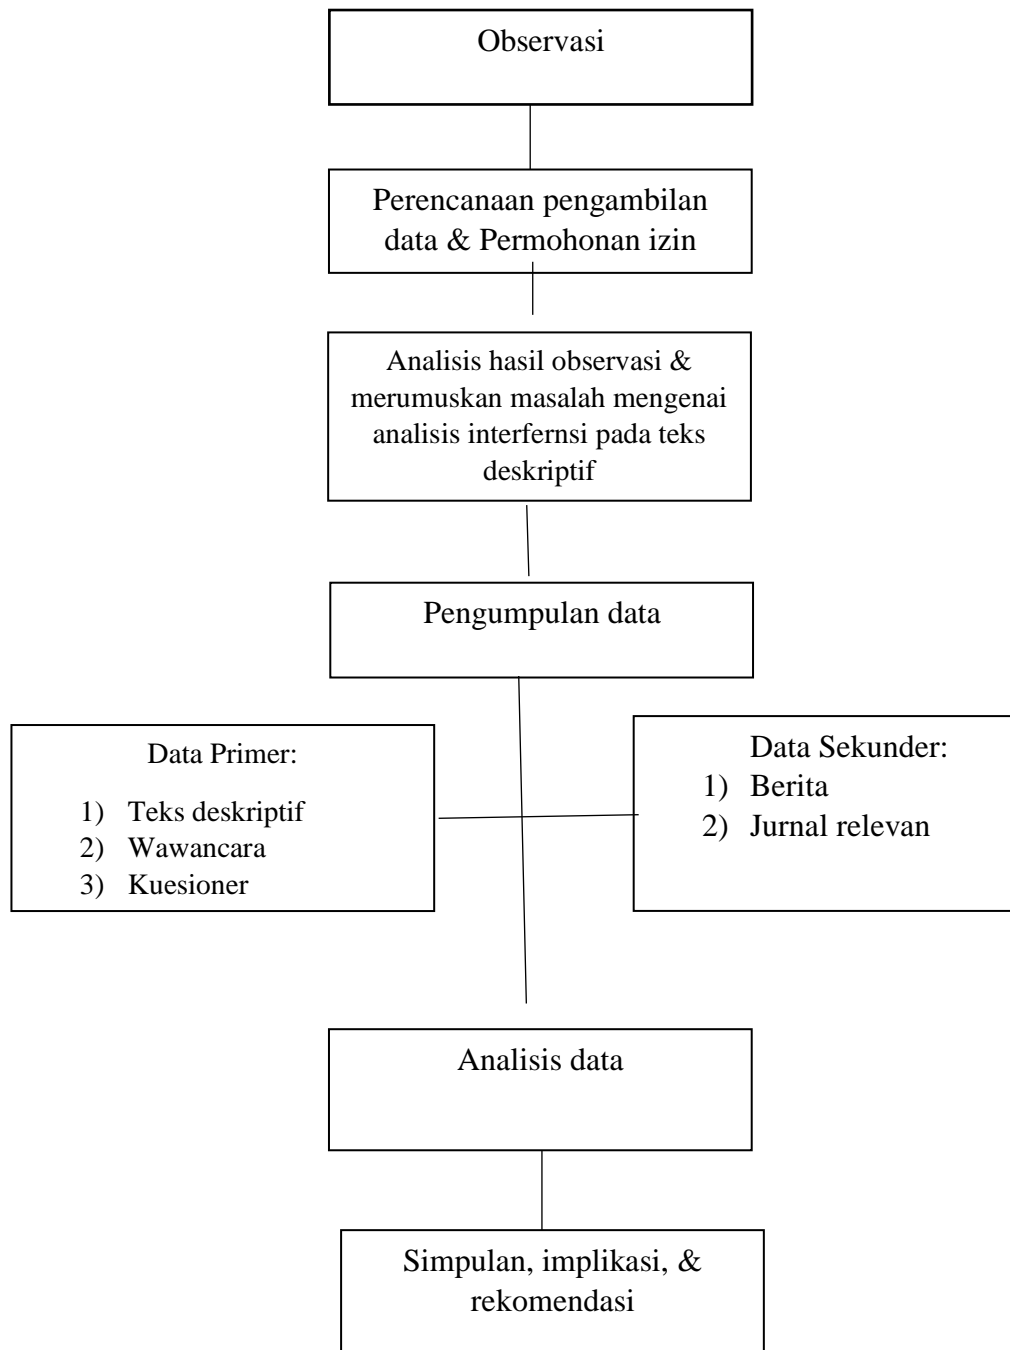 Observasi
Perencanaan pengambilan
data & Permohonan izin
Analisis hasil observasi &
merumuskan masalah mengenai
analisis interfernsi pada teks
deskriptif
Pengumpulan data
Data Primer:
1) Teks deskriptif
2) Wawancara
3) Kuesioner
Data Sekunder:
1) Berita
2) Jurnal relevan
Analisis data
Simpulan, implikasi, &
rekomendasi